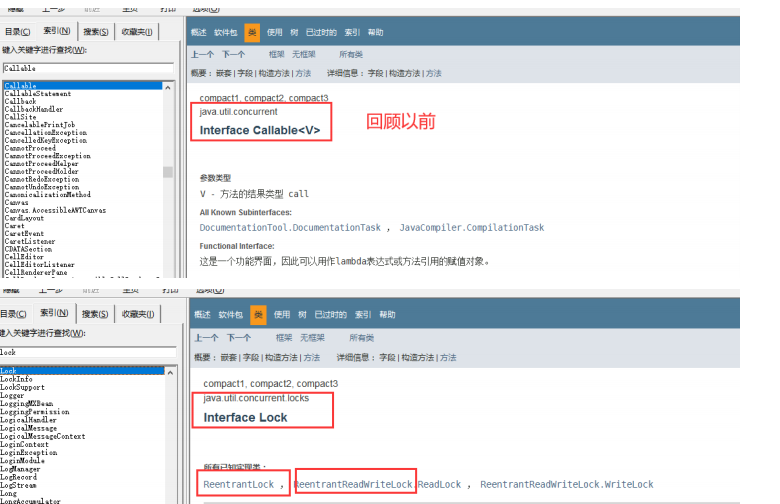 隐藏 上一步 前进 主页 打印 选项(O)
目录(C) 索引(N) 搜索(S) 收藏夹(I)
键入关键字进行查找(W):
Callable
Callable
CallableStatement
Callback
CallbackHandler
CallSite
CancelablePrintJob
CancellationException
CancelledKeyException
CannotProceed
CannotProceedException
CannotProceedHelper
CannotProceedHolder
CannotRedoException
CannotUndoException
CanonicalizationMethod
Canvas
Canvas.AccessibleAWTCanvas
CardLayout
Caret
CaretEvent
CaretListener
CDATASection
CellEditor
CellEditorListener
CellRendererPane
概述 软件包 类 使用 树 已过时的 索引 帮助
上一个 下一个 框架 无框架 所有类
概要: 嵌套 | 字段 | 构造方法 | 方法 详细信息: 字段 | 构造方法 | 方法
compact1, compact2, compact3
java.util.concurrent
Interface Callable<V>
回顾以前
参数类型
V - 方法的结果类型 call
All Known Subinterfaces:
DocumentationTool.DocumentationTask , JavaCompiler.CompilationTask
Functional Interface:
这是一个功能界面，因此可以用作lambda表达式或方法引用的赋值对象。
隐藏 上一步 前进 主页 打印 选项(O)
目录(C) 索引(N) 搜索(S) 收藏夹(I)
键入关键字进行查找(W):
lock
Lock
LockInfo
LockSupport
Logger
LoggingMXBean
LoggingPermission
LogicalHandler
LogicalMessage
LogicalMessageContext
LoginContext
LoginException
LoginModule
LogManager
LogRecord
LogStream
Long
LongAccumulator
概述 软件包 类 使用 树 已过时的 索引 帮助
上一个 下一个 框架 无框架 所有类
概要: 嵌套 | 字段 | 构造方法 | 方法 详细信息: 字段 | 构造方法 | 方法
compact1, compact2, compact3
java.util.concurrent.locks
Interface Lock
所有已知实现类:
ReentrantLock , ReentrantReadWriteLock.ReadLock , ReentrantReadWriteLock.WriteLock